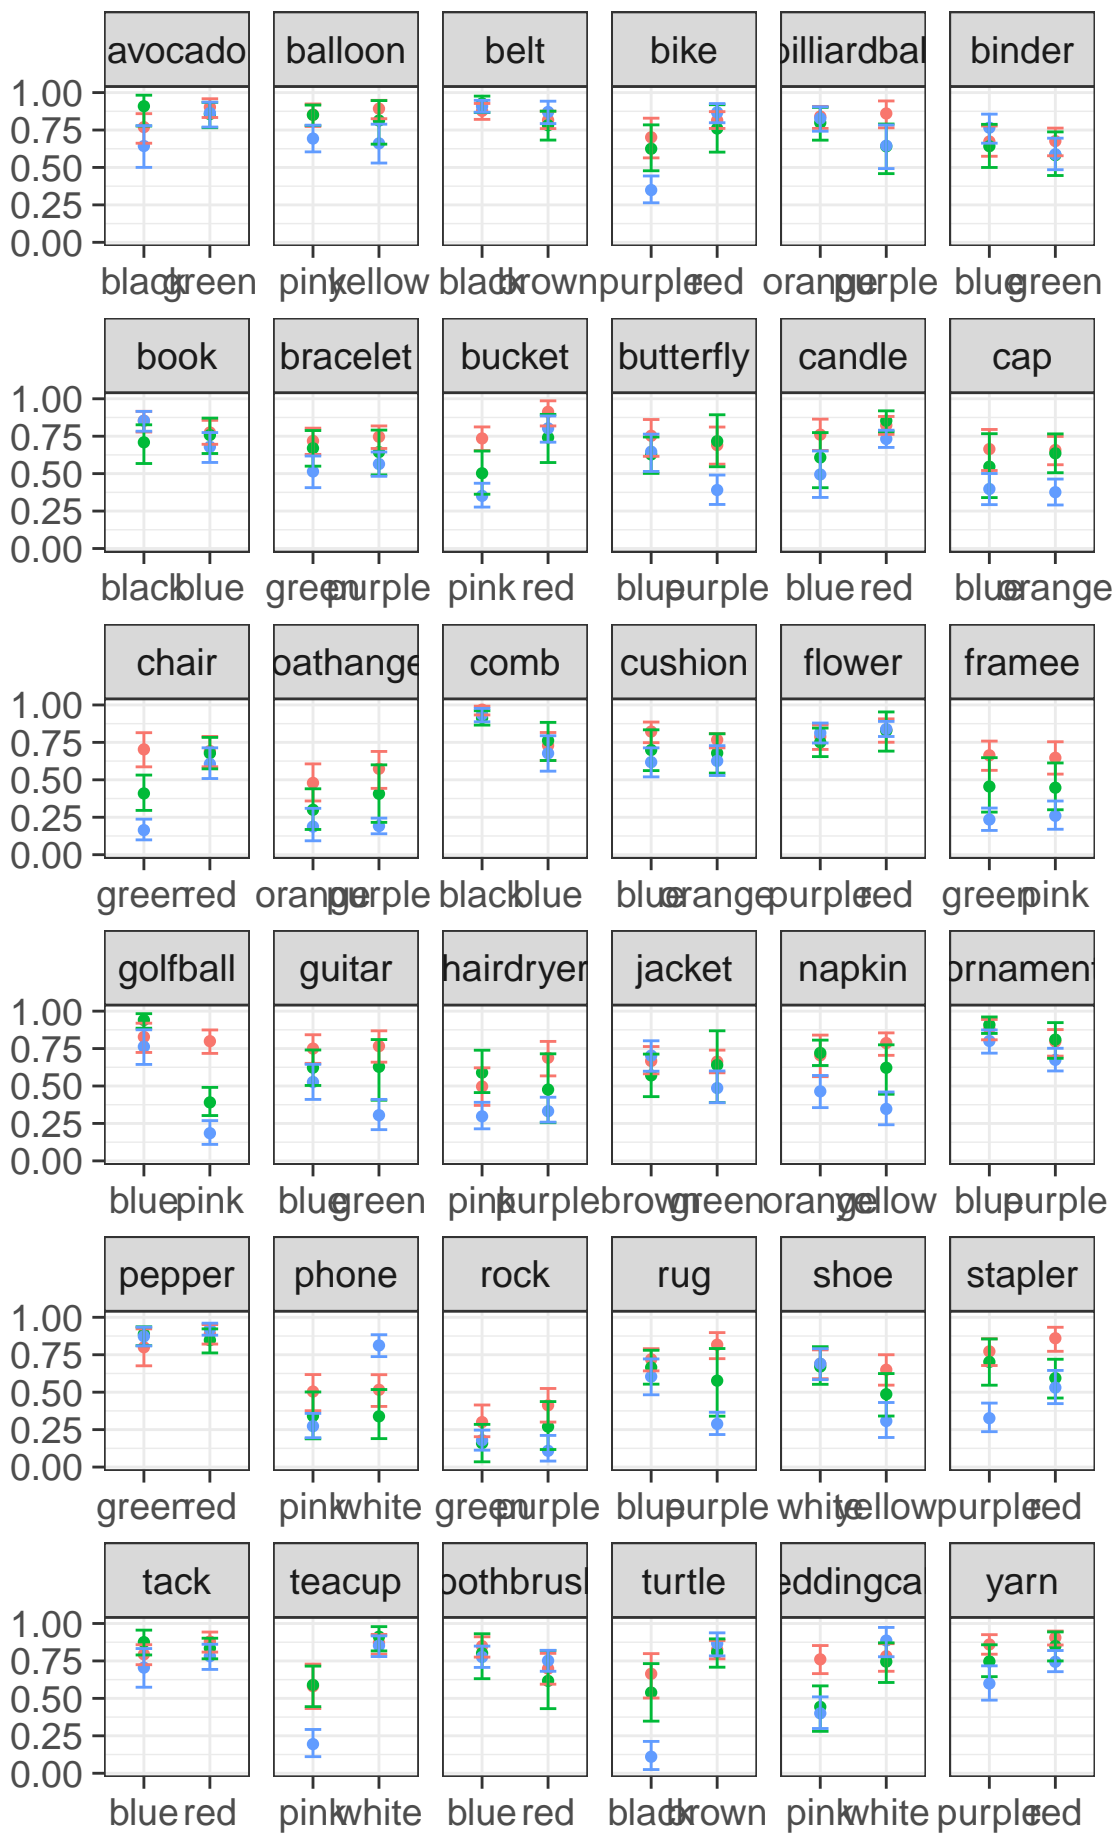 avocado balloon belt bike billiardbal binder
1.00
0.75
0.50
0.25
0.00
black green pink yellow black brown purple red orange purple blue green
book bracelet bucket butterfly candle cap
1.00
0.75
0.50
0.25
0.00
black blue green purple pink red blue purple blue red blue orange
chair oathange comb cushion flower framee
1.00
0.75
0.50
0.25
0.00
green red orange purple black blue blue orange purple red green pink
golfball guitar hairdryer jacket napkin ornament
1.00
0.75
0.50
0.25
0.00
blue pink blue green pink purple brown green orange yellow blue purple
pepper phone rock rug shoe stapler
1.00
0.75
0.50
0.25
0.00
green red pink white green purple blue purple white yellow purple red
tack teacup oothbrush turtle eddingca yarn
1.00
0.75
0.50
0.25
0.00
blue red pink white blue red black brown pink white purple red